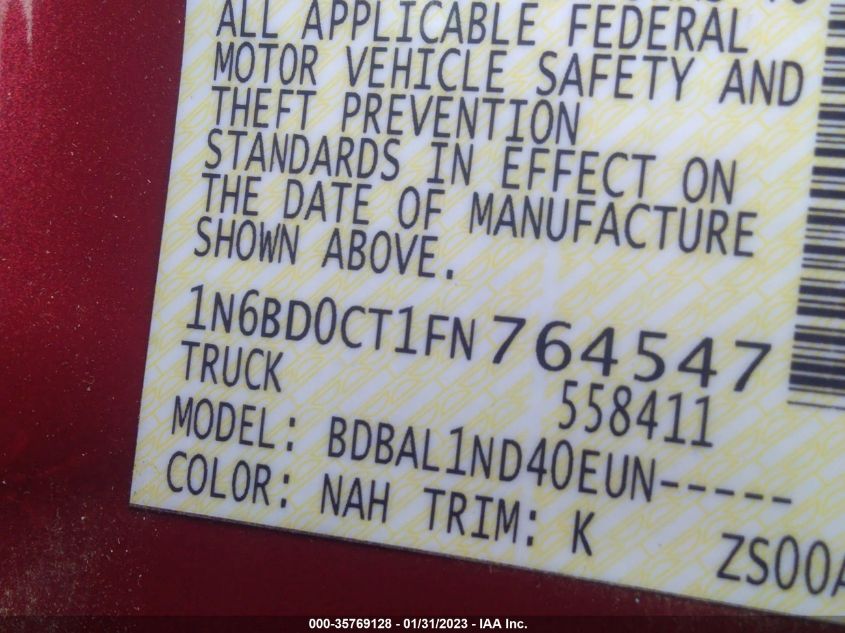 ALL APPLICABLE FEDERAL
MOTOR VEHICLE SAFETY AND
THEFT PREVENTION
STANDARDS IN EFFECT ON
THE DATE OF MANUFACTURE
SHOWN ABOVE.
1N6BD0CT1FN764547
TRUCK 558411
MODEL: BDBAL1ND40EUN-----
COLOR: NAH TRIM: K ZS00A
000-35769128 - 01/31/2023 - IAA Inc.